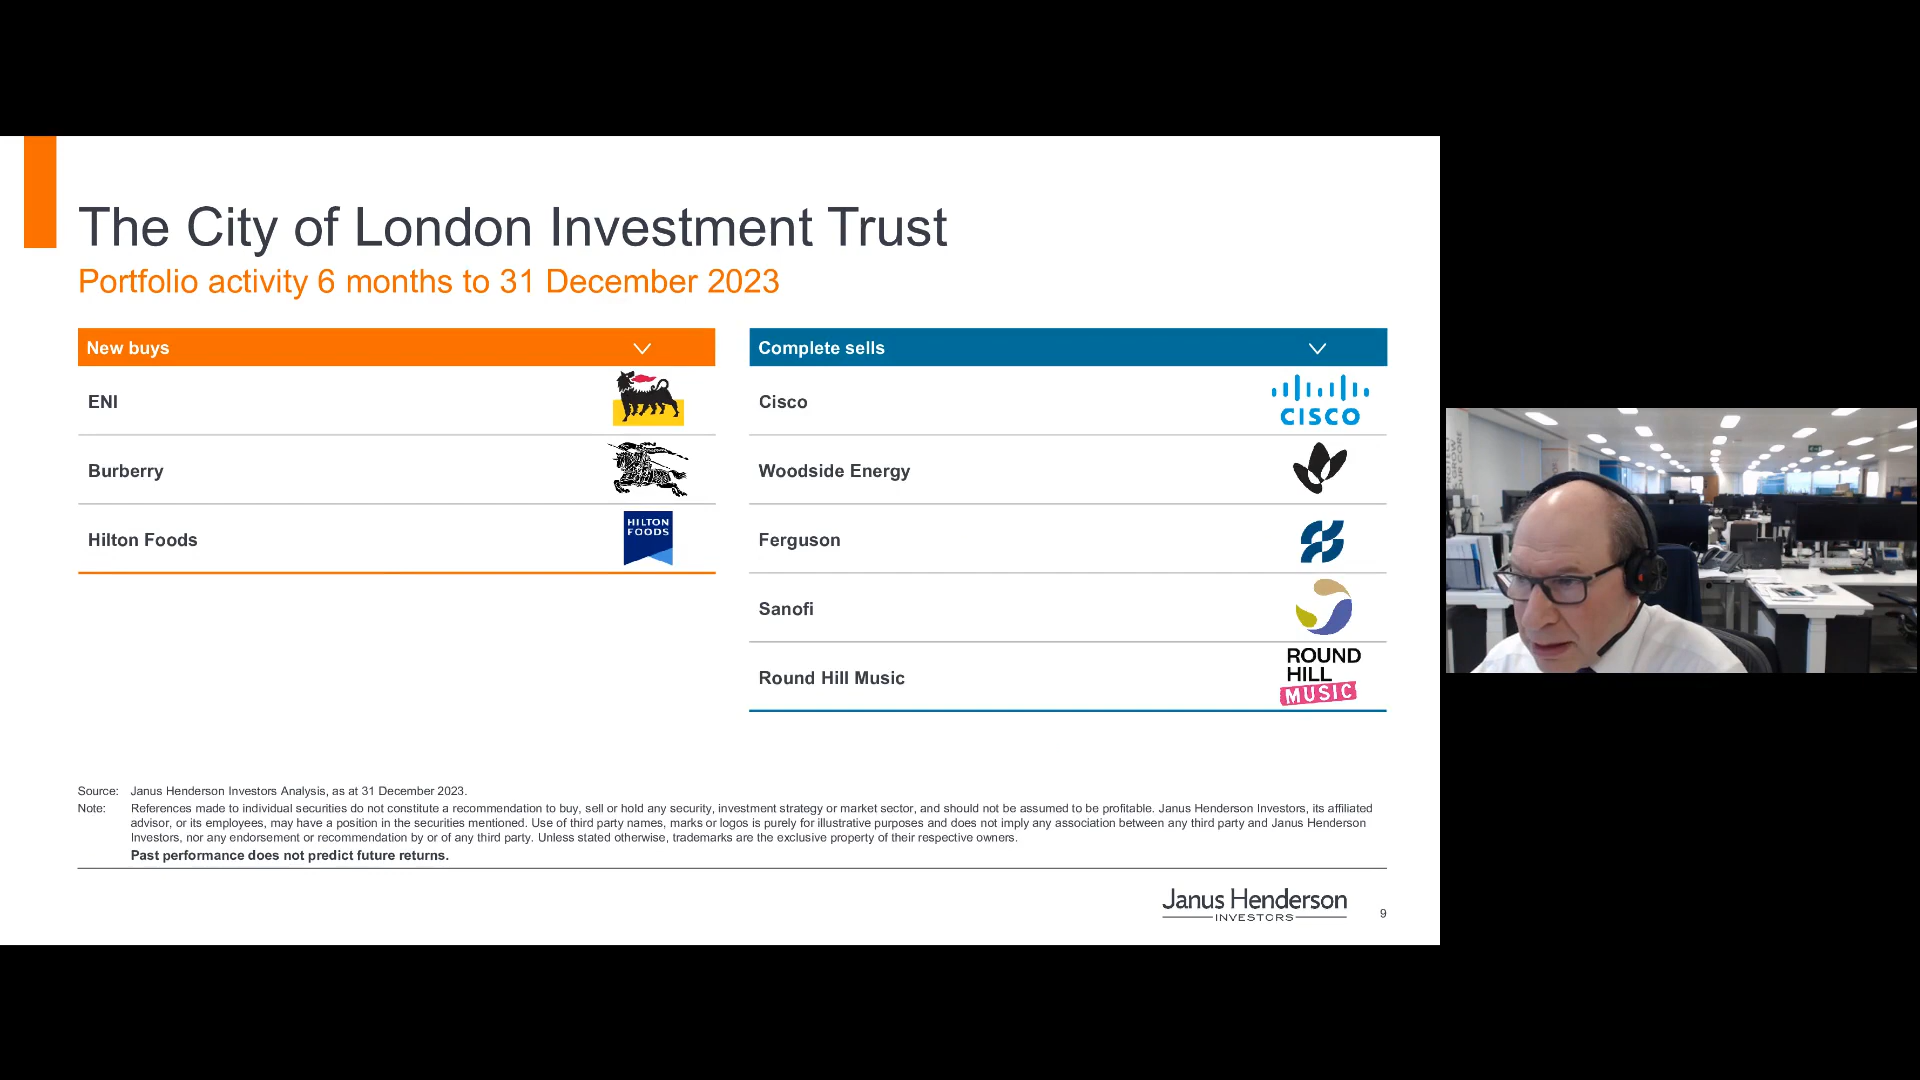 The City of London Investment Trust
Portfolio activity 6 months to 31 December 2023
New buys
ENI
Burberry
Hilton Foods
HILTON
FOODS
Complete sells
Cisco
CISCO
Woodside Energy
Ferguson
Sanofi
Round Hill Music
ROUND
HILL
MUSIC
Source: Janus Henderson Investors Analysis, as at 31 December 2023.
Note: References made to individual securities do not constitute a recommendation to buy, sell or hold any security, investment strategy or market sector, and should not be assumed to be profitable. Janus Henderson Investors, its affiliated
advisor, or its employees, may have a position in the securities mentioned. Use of third party names, marks or logos is purely for illustrative purposes and does not imply any association between any third party and Janus Henderson
Investors, nor any endorsement or recommendation by or of any third party. Unless stated otherwise, trademarks are the exclusive property of their respective owners.
Past performance does not predict future returns.
Janus Henderson
INVESTORS
9